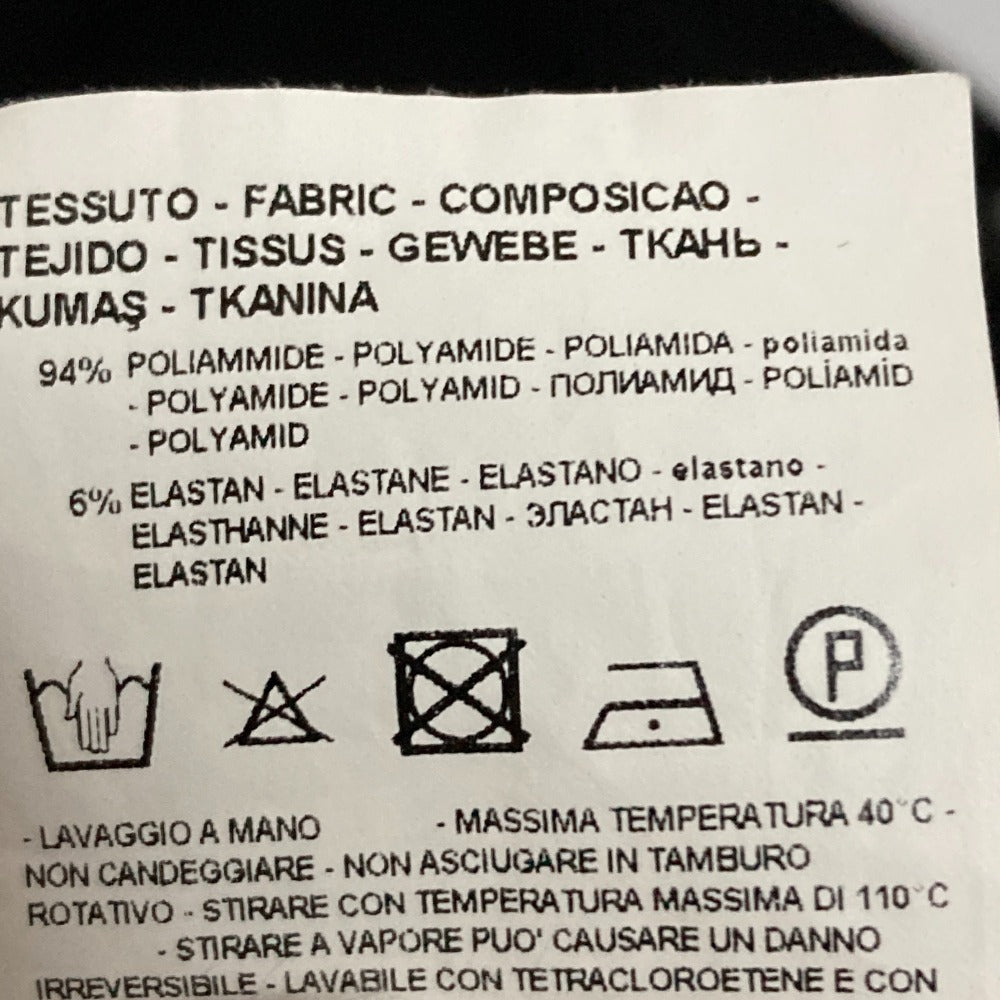 TESSUTO - FABRIC - COMPOSICAO -
TEJIDO - TISSUS - GEWEBE - ТКАНЬ -
KUMAŞ - TKANINA
94% POLIAMMIDE - POLYAMIDE - POLIAMIDA - poliamida
- POLYAMIDE - POLYAMID - ПОЛИАМИД - POLİAMİD
- POLYAMID
6% ELASTAN - ELASTANE - ELASTANO - elastano -
ELASTHANNE - ELASTAN - ЭЛАСТАН - ELASTAN -
ELASTAN
P
- LAVAGGIO A MANO - MASSIMA TEMPERATURA 40°C -
NON CANDEGGIARE - NON ASCIUGARE IN TAMBURO
ROTATIVO - STIRARE CON TEMPERATURA MASSIMA DI 110°C
- STIRARE A VAPORE PUO' CAUSARE UN DANNO
IRREVERSIBILE - LAVABILE CON TETRACLOROETENE E CON